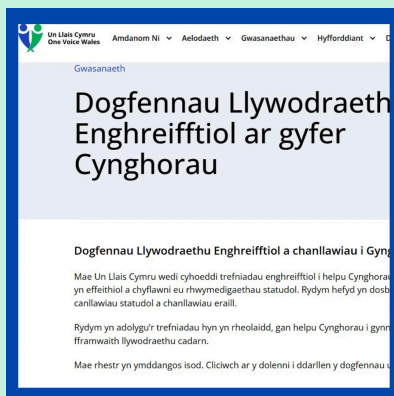 Un Llais Cymru
One Voice Wales
Amdanom Ni Aelodaeth Gwasanaethau Hyfforddiant
Gwasanaeth
Dogfennau Llywodraeth
Enghreifftiol ar gyfer
Cynghorau
Dogfennau Llywodraethu Enghreifftiol a chanllawiau i Gyng
Mae Un Llais Cymru wedi cyhoeddi trefniadau enghreifftiol i helpu Cynghorau
yn effeithiol a chyflawni eu rhwymedigaethau statudol. Rydym hefyd yn dosb
canllawiau statudol a chanllawiau eraill.
Rydym yn adolygu'r trefniadau hyn yn rheolaidd, gan helpu Cynghorau i gynn
fframwaith llywodraethu cadarn.
Mae rhestr yn ymddangos isod. Cliciwch ar y dolenni i ddarllen y dogfennau